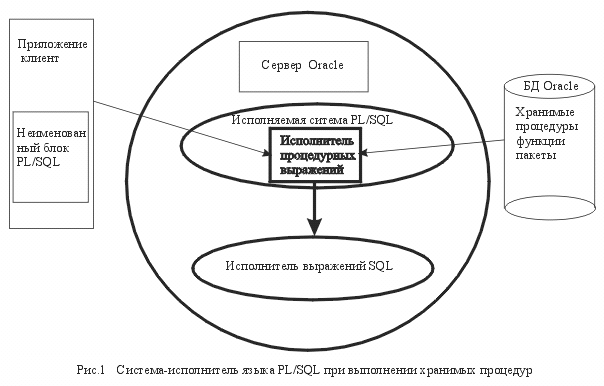 Приложение
клиент
Неименован
ный блок
PL/SQL
Сервер Oracle
Исполняемая ситема PL/SQL
Исполнитель
процедурных
выражений
Исполнитель выражений SQL
БД Oracle
Хранимые
процедуры
функции
пакеты
Рис.1 Система-исполнитель языка PL/SQL при выполнении хранимых процедур